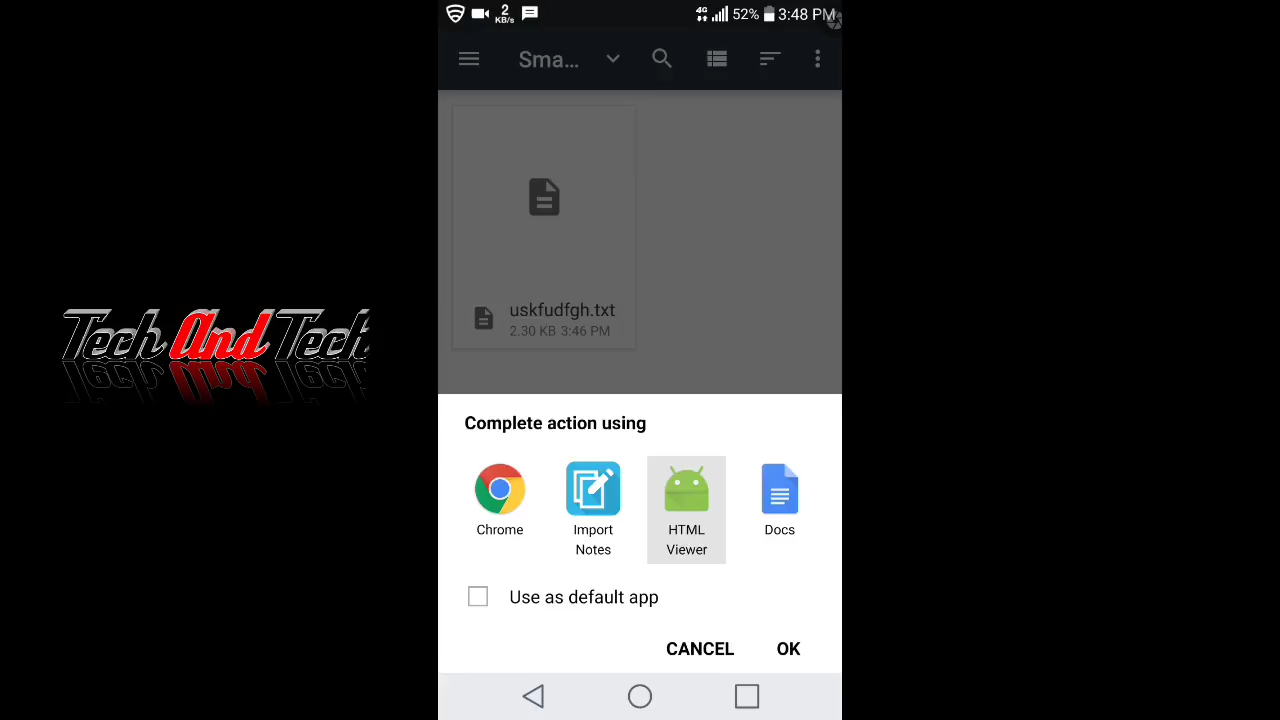 2
KB/s
4G
52%
3:48 PM
Sma...
Tech And Tech
uskfudfgh.txt
2.30 KB 3:46 PM
Complete action using
Chrome
Import
Notes
HTML
Viewer
Docs
Use as default app
CANCEL
OK